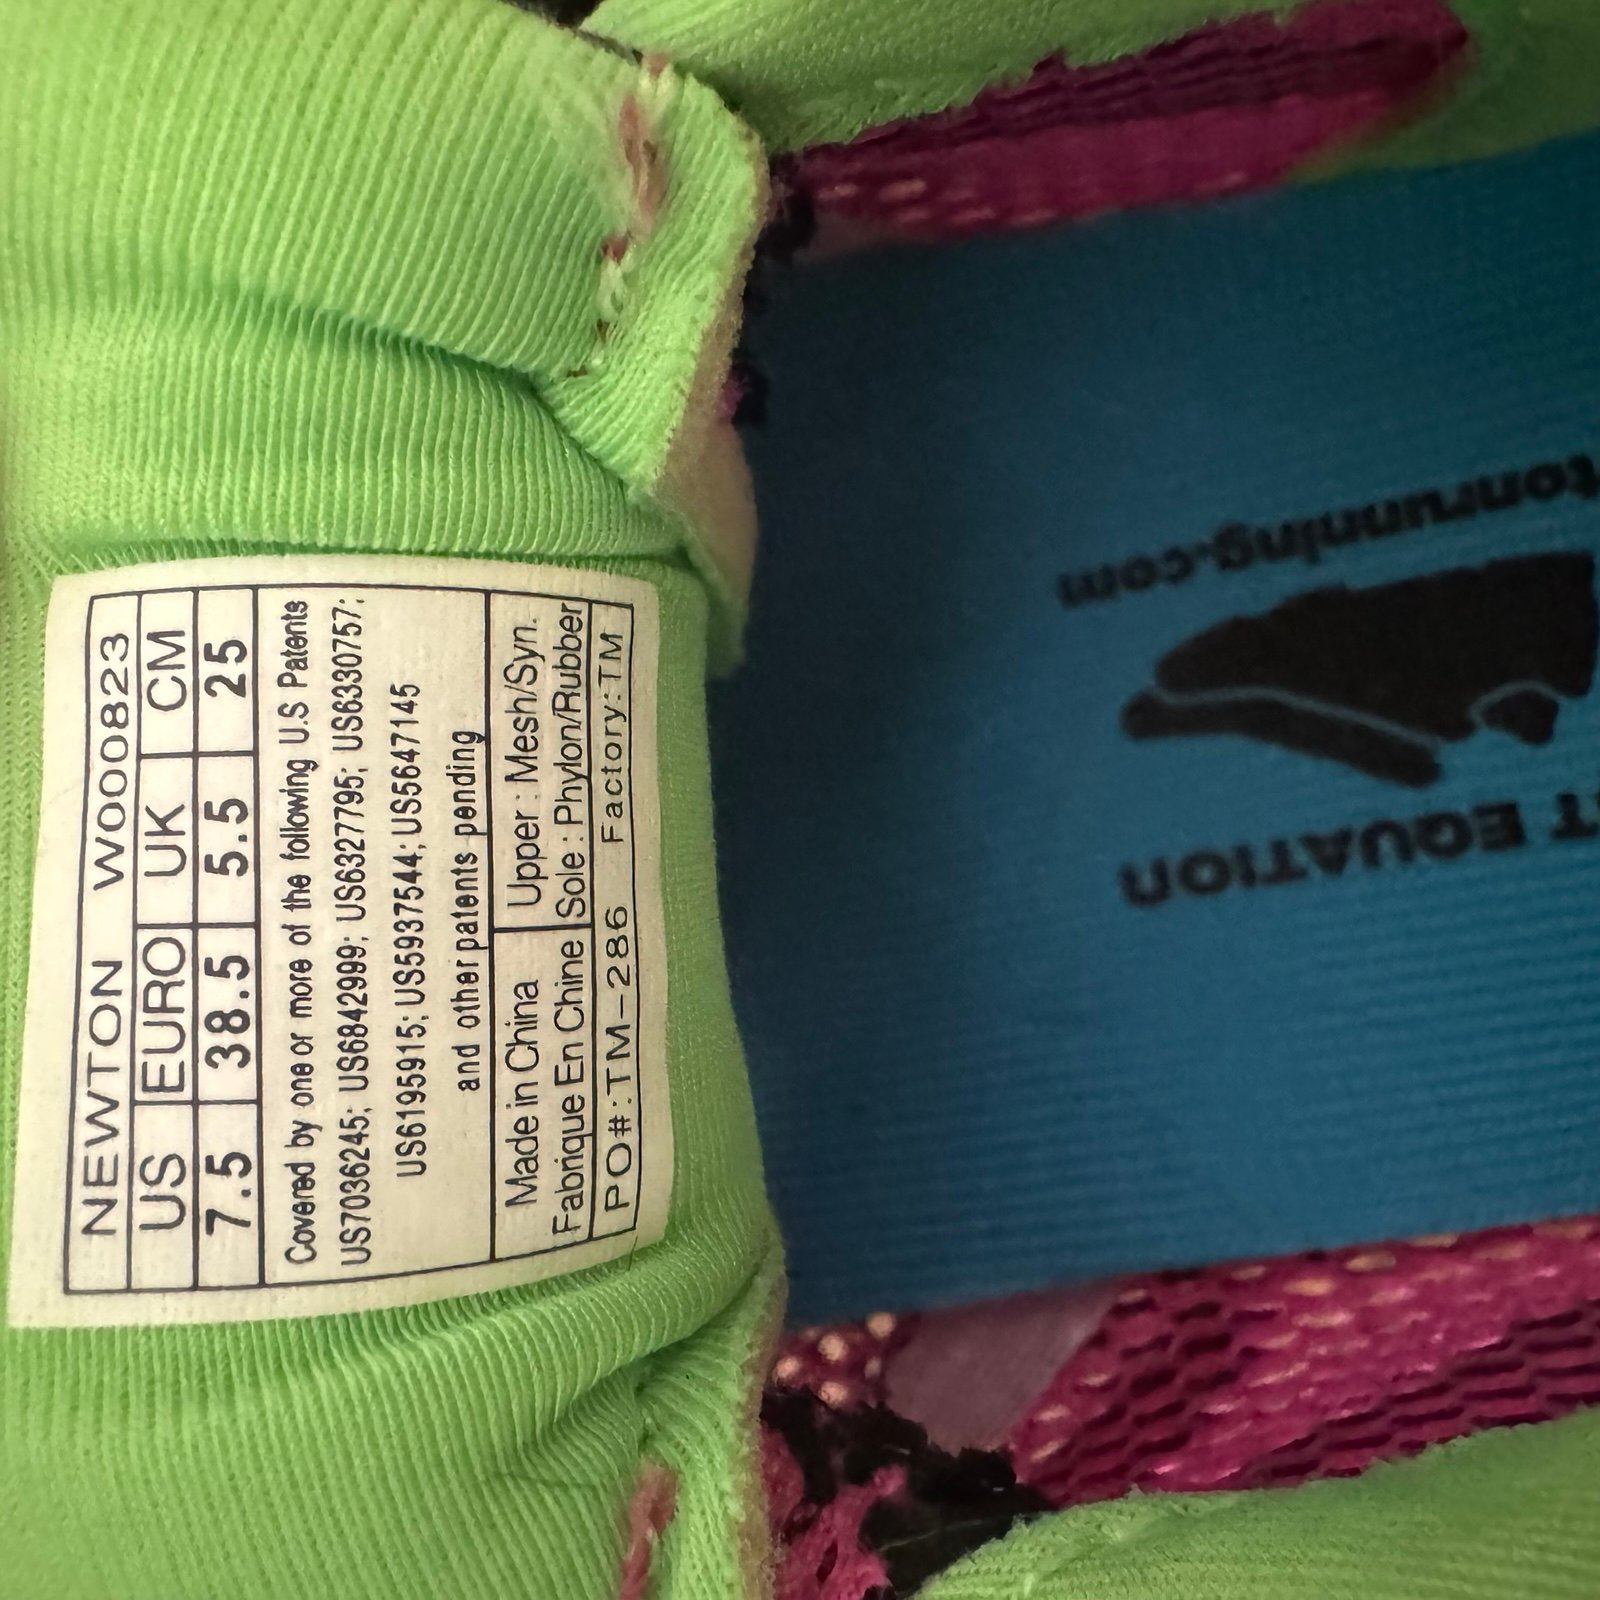 NEWTON W000823
US EURO UK CM
7.5 38.5 5.5 25
Covered by one or more of the following U.S Patents
US7036245; US6842999; US6327795; US6330757;
US6195915; US5937544; US5647145
and other patents pending
Made in China Upper : Mesh/Syn.
Fabrique En Chine Sole : Phylon/Rubber
PO#:TM-286 Factory:TM
T EQUATION
tonrunning.com